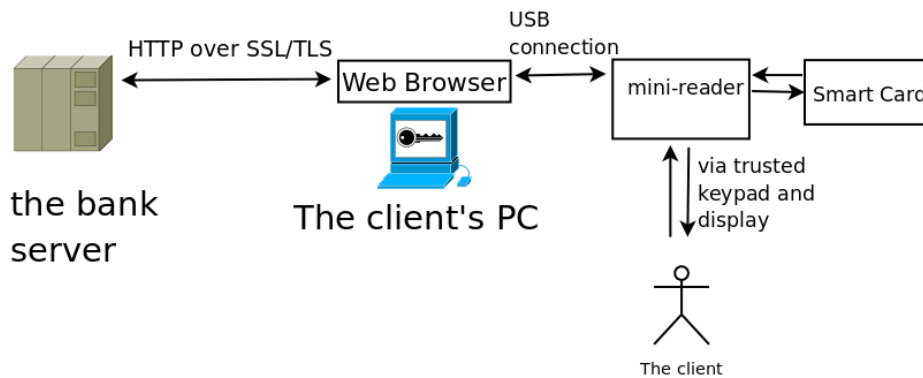 HTTP over SSL/TLS
USB
connection
Web Browser
mini-reader
Smart Card
the bank
server
The client's PC
via trusted
keypad and
display
The client